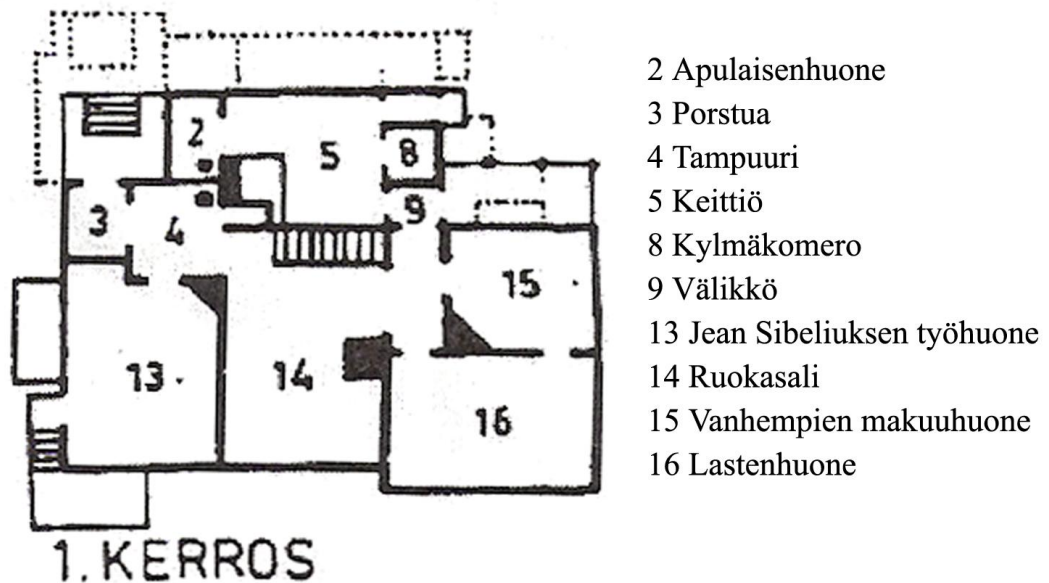 2
5
8
3
4
9
15
13
14
16
1. KERROS
2 Apulaisenhuone
3 Porstua
4 Tampuuri
5 Keittiö
8 Kylmäkomero
9 Välikkö
13 Jean Sibeliuksen työhuone
14 Ruokasali
15 Vanhempien makuuhuone
16 Lastenhuone